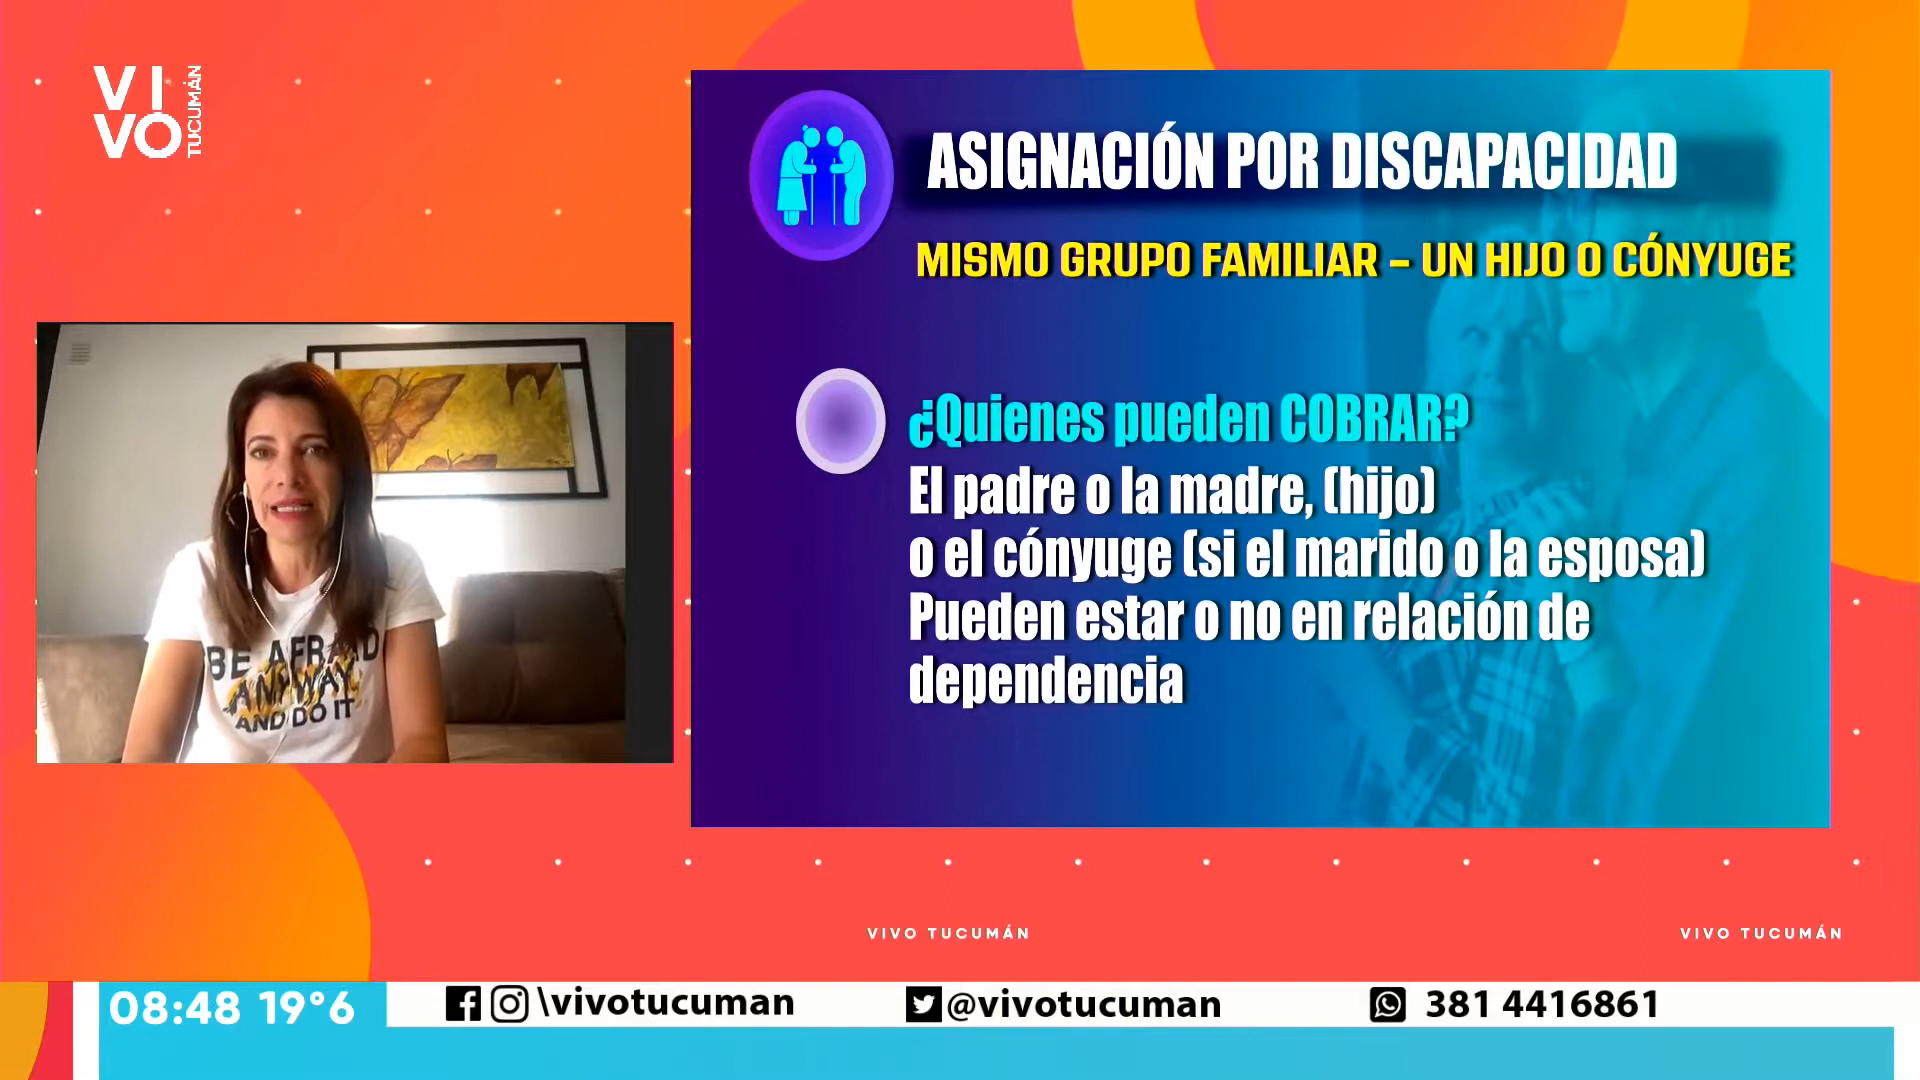 VIVO
TUCUMÁN
ASIGNACIÓN POR DISCAPACIDAD
MISMO GRUPO FAMILIAR – UN HIJO O CÓNYUGE
¿Quienes pueden COBRAR?
El padre o la madre, (hijo)
o el cónyuge (si el marido o la esposa)
Pueden estar o no en relación de
dependencia
BE AFRAID
ANYWAY
AND DO IT
VIVO TUCUMÁN
VIVO TUCUMÁN
08:48 19°6
\vivotucuman
@vivotucuman
381 4416861